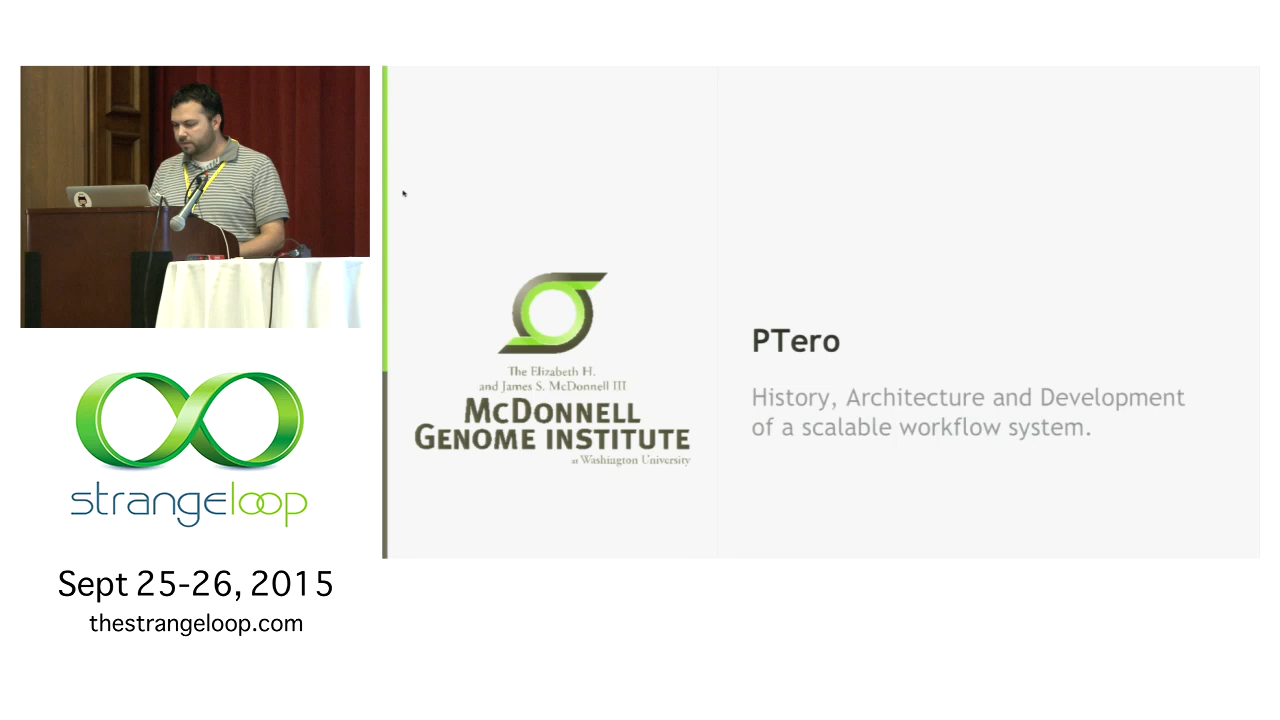 strangeloop
Sept 25-26, 2015
thestrangeloop.com
The Elizabeth H.
and James S. McDonnell III
McDONNELL
GENOME INSTITUTE
at Washington University
PTero
History, Architecture and Development
of a scalable workflow system.